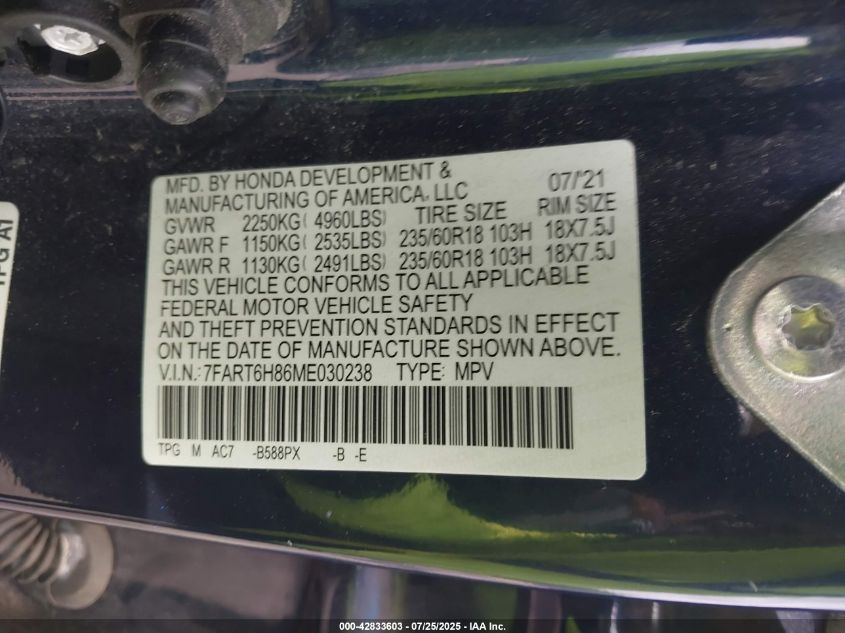 MFD. BY HONDA DEVELOPMENT &
MANUFACTURING OF AMERICA, LLC 07/'21
GVWR 2250KG( 4960LBS) TIRE SIZE RIM SIZE
GAWR F 1150KG( 2535LBS) 235/60R18 103H 18X7.5J
GAWR R 1130KG( 2491LBS) 235/60R18 103H 18X7.5J
THIS VEHICLE CONFORMS TO ALL APPLICABLE
FEDERAL MOTOR VEHICLE SAFETY
AND THEFT PREVENTION STANDARDS IN EFFECT
ON THE DATE OF MANUFACTURE SHOWN ABOVE.
V.I.N.:7FART6H86ME030238 TYPE: MPV
TPG M AC7 -B588PX -B -E
TPG A1
000-42833603 - 07/25/2025 - IAA Inc.